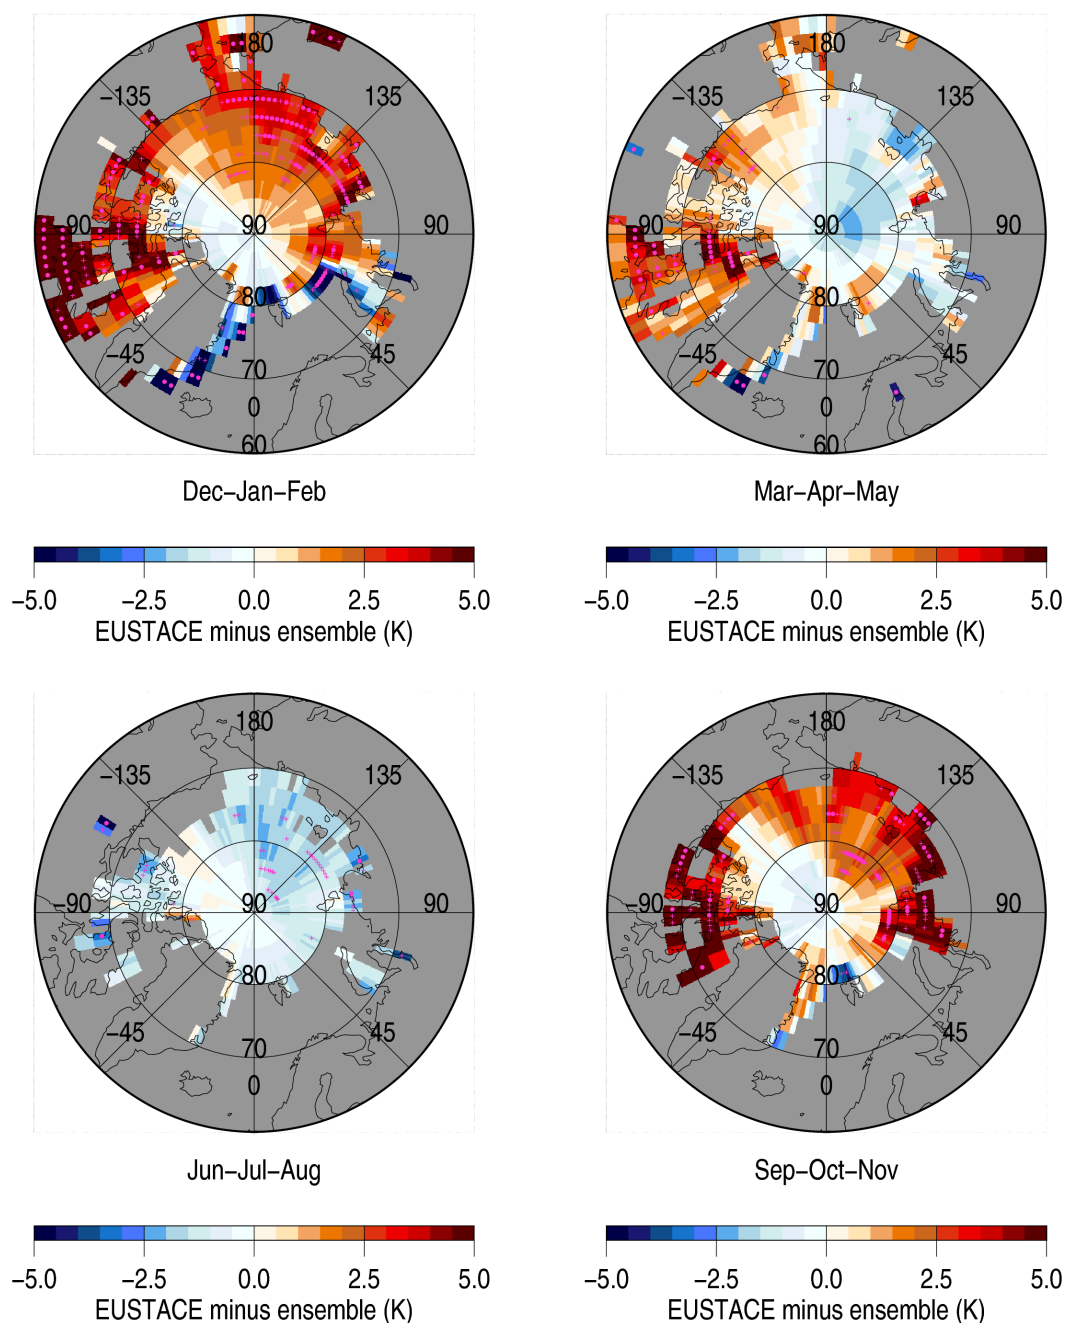 180 180
−135 135 −135 135
−90 90 90 −90 90 90
80 80
−45 45 −45 45
70 70
0 0
60 60
Dec−Jan−Feb Mar−Apr−May
−5.0 −2.5 0.0 2.5 5.0 −5.0 −2.5 0.0 2.5 5.0
EUSTACE minus ensemble (K) EUSTACE minus ensemble (K)
180 180
−135 135 −135 135
−90 90 90 −90 90 90
80 80
−45 45 −45 45
70 70
0 0
Jun−Jul−Aug Sep−Oct−Nov
−5.0 −2.5 0.0 2.5 5.0 −5.0 −2.5 0.0 2.5 5.0
EUSTACE minus ensemble (K) EUSTACE minus ensemble (K)